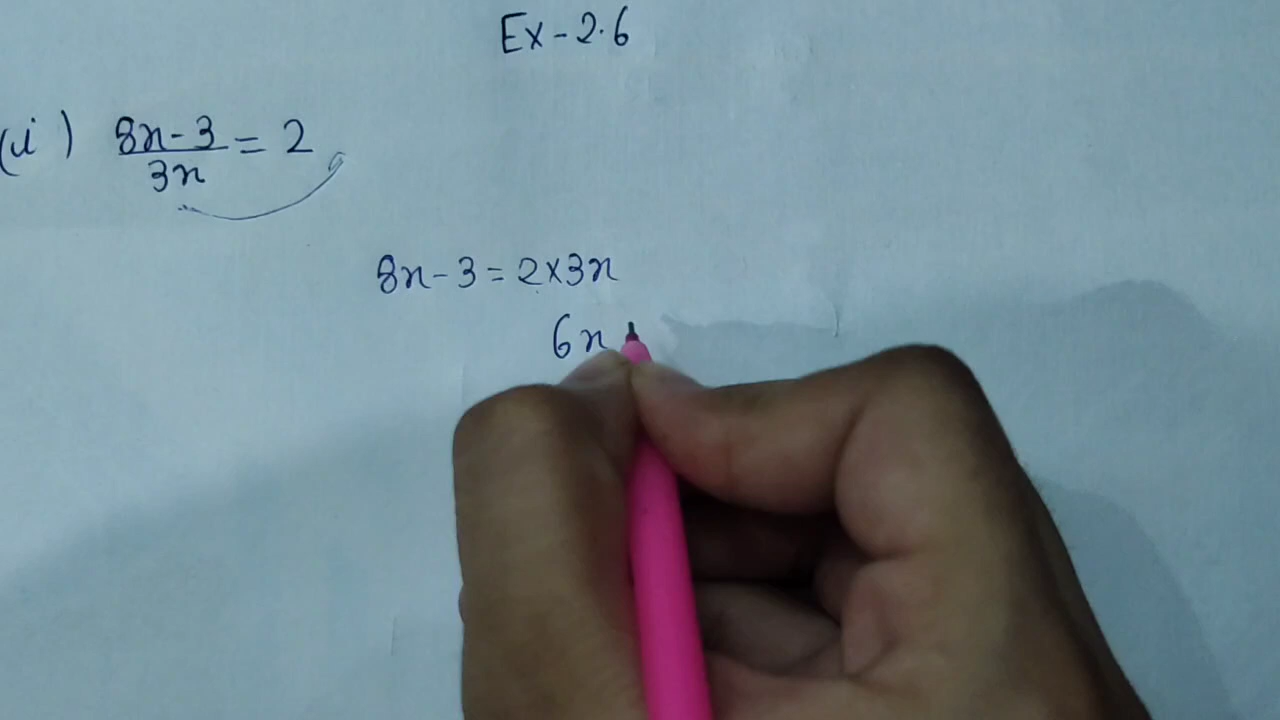 Ex-2.6
(i) 8x-3/3x = 2
8x-3 = 2×3x
6x